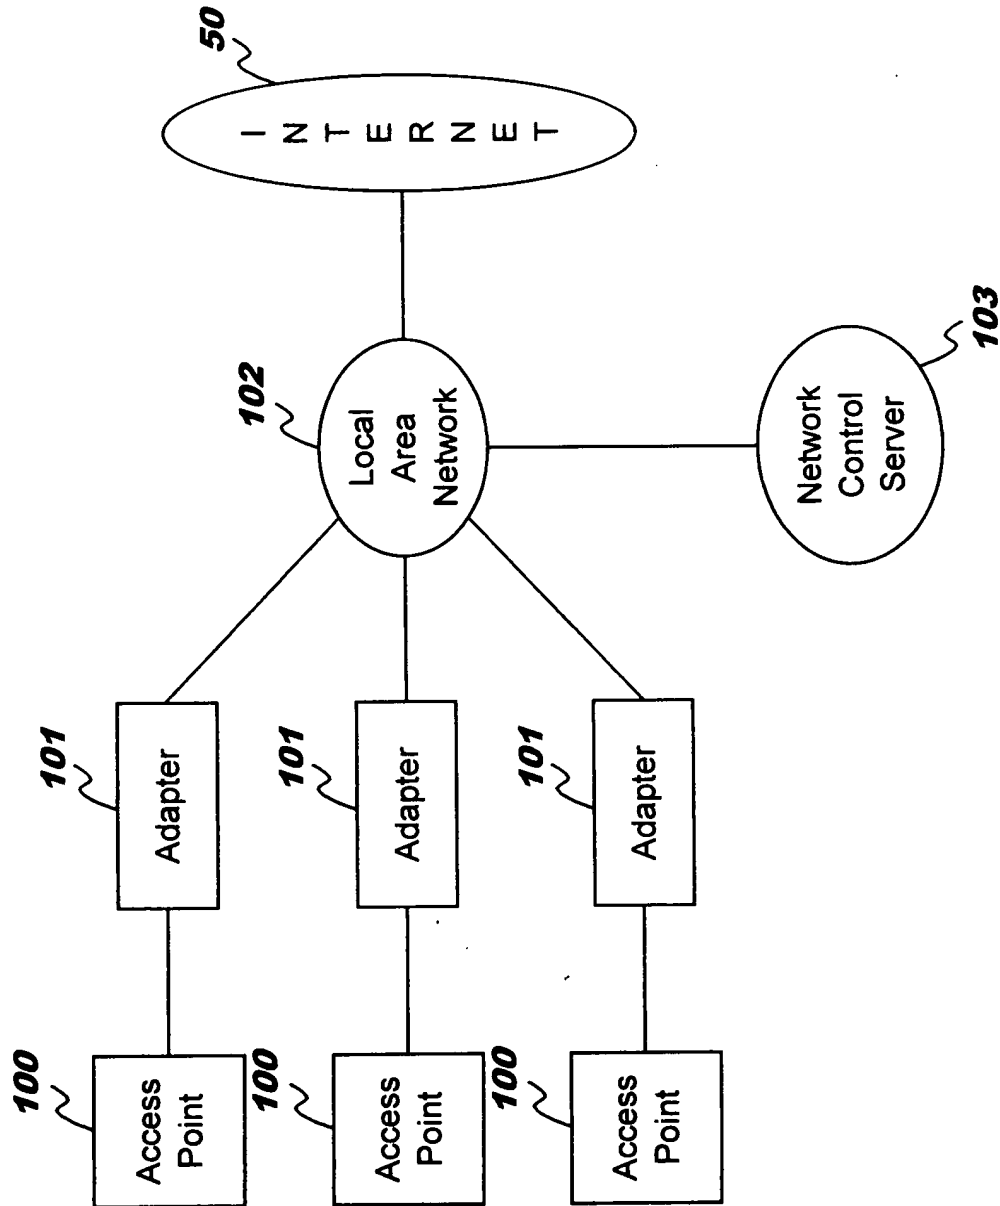 100
Access
Point
101
Adapter
100
Access
Point
101
Adapter
100
Access
Point
101
Adapter
102
Local
Area
Network
50
I
N
T
E
R
N
E
T
Network
Control
Server
103